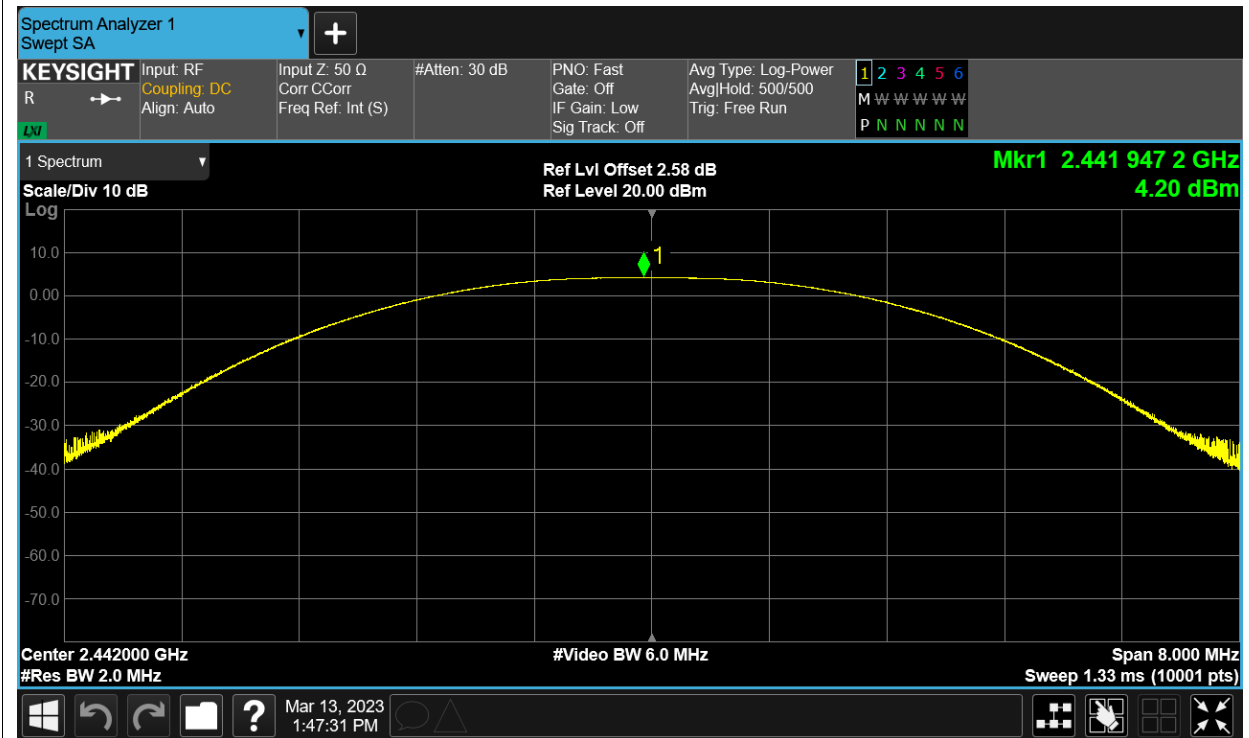 Spectrum Analyzer 1
Swept SA
KEYSIGHT
R
LXI
Input: RF
Coupling: DC
Align: Auto
Input Z: 50 Ω
Corr CCorr
Freq Ref: Int (S)
#Atten: 30 dB
PNO: Fast
Gate: Off
IF Gain: Low
Sig Track: Off
Avg Type: Log-Power
Avg|Hold: 500/500
Trig: Free Run
1 2 3 4 5 6
M W W W W W
P N N N N N
1 Spectrum
Scale/Div 10 dB
Log
Ref Lvl Offset 2.58 dB
Ref Level 20.00 dBm
Mkr1 2.441 947 2 GHz
4.20 dBm
1
10.0
0.00
-10.0
-20.0
-30.0
-40.0
-50.0
-60.0
-70.0
Center 2.442000 GHz
#Res BW 2.0 MHz
#Video BW 6.0 MHz
Span 8.000 MHz
Sweep 1.33 ms (10001 pts)
?
Mar 13, 2023
1:47:31 PM